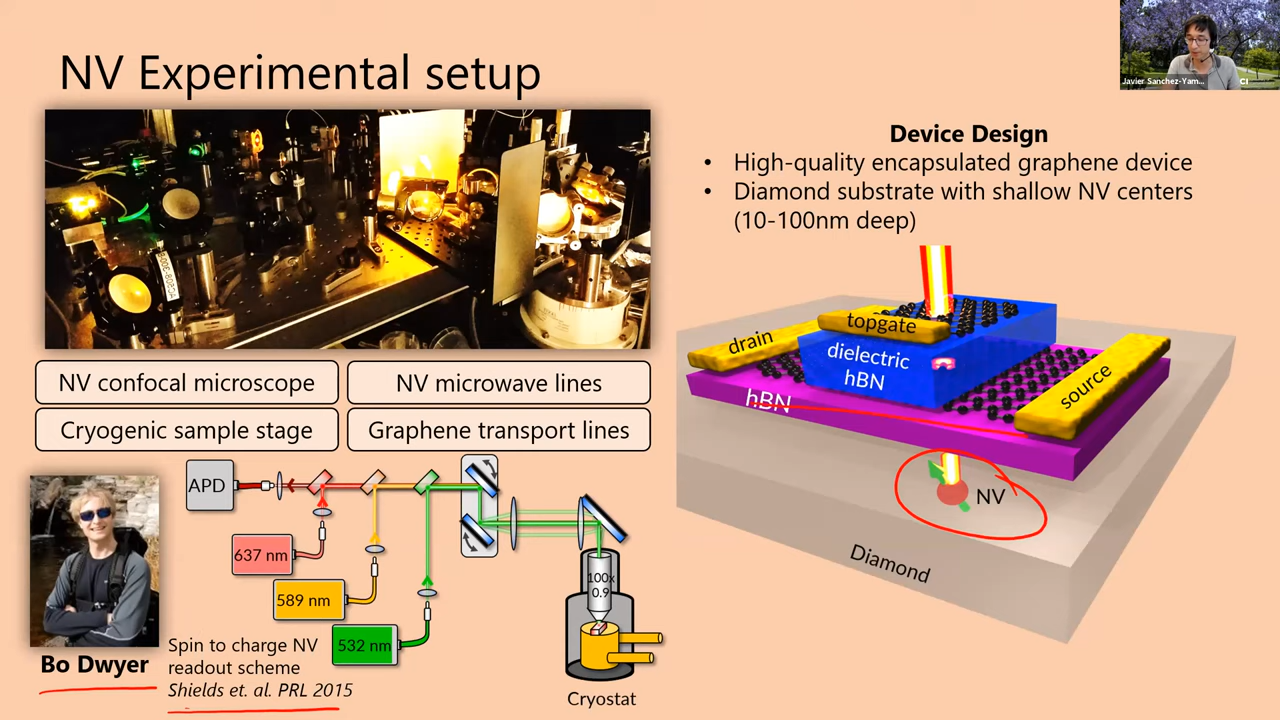 Javier Sanchez-Yam...
NV Experimental setup
NV confocal microscope
NV microwave lines
Cryogenic sample stage
Graphene transport lines
APD
637 nm
589 nm
532 nm
100x
0.9
Cryostat
Bo Dwyer
Spin to charge NV
readout scheme
Shields et. al. PRL 2015
Device Design
• High-quality encapsulated graphene device
• Diamond substrate with shallow NV centers
(10-100nm deep)
drain
topgate
dielectric
hBN
source
hBN
NV
Diamond